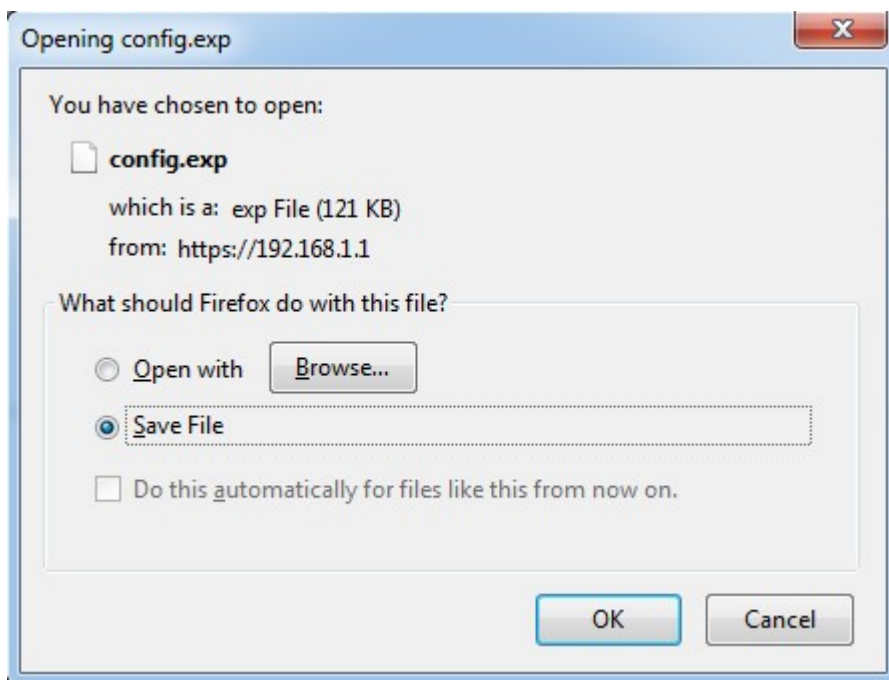 Opening config.exp
You have chosen to open:
config.exp
which is a: exp File (121 KB)
from: https://192.168.1.1
What should Firefox do with this file?
Open with Browse...
Save File
Do this automatically for files like this from now on.
OK Cancel